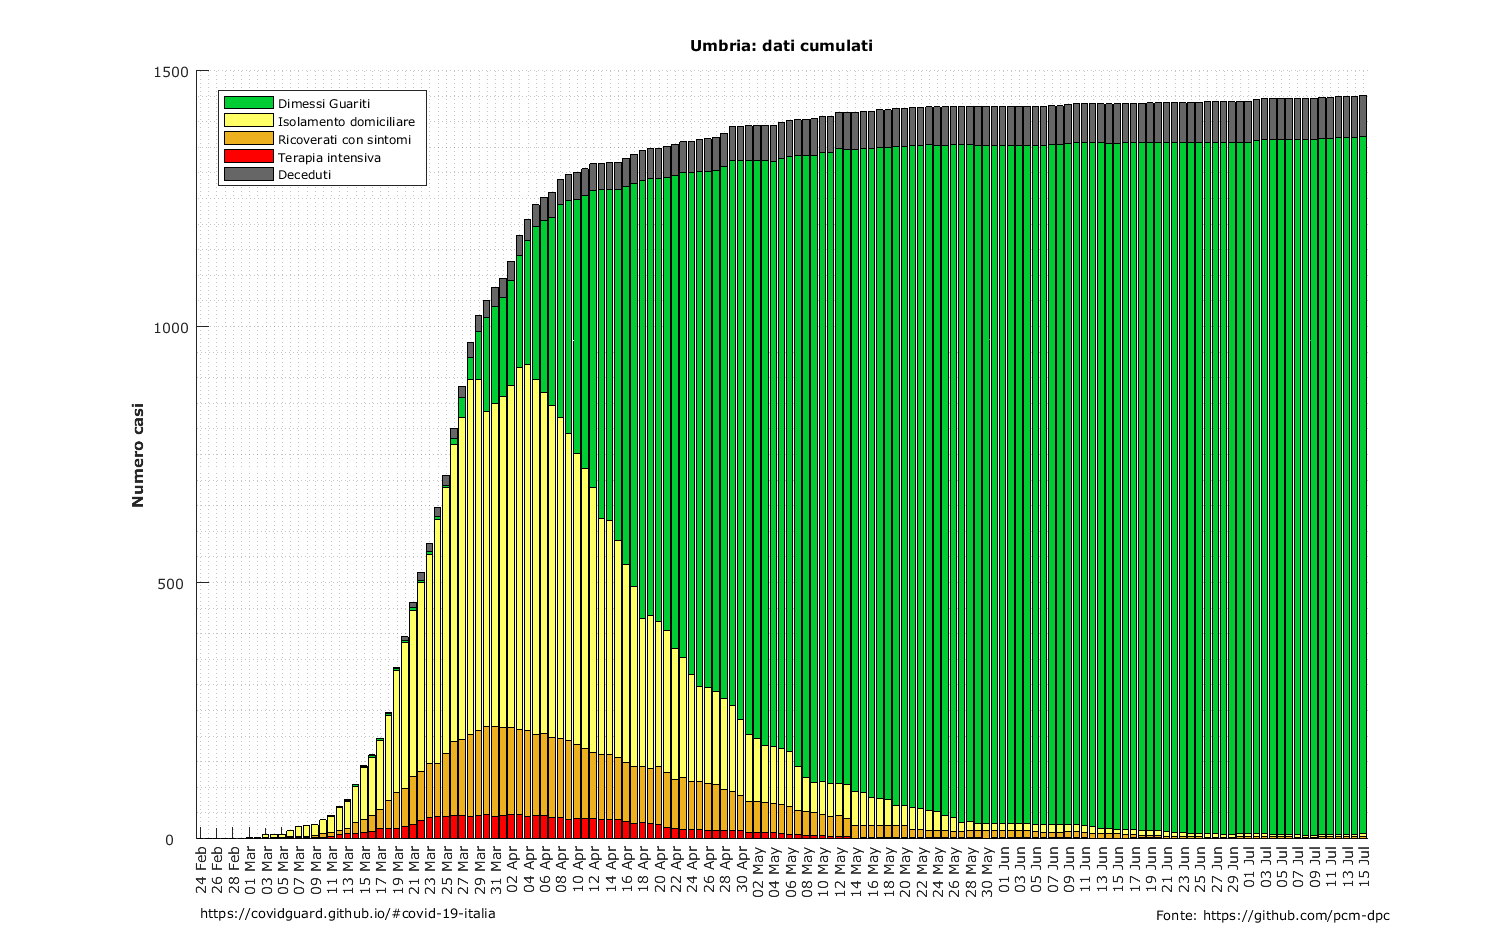 Umbria: dati cumulati
1500
1000
500
0
Numero casi
Dimessi Guariti
Isolamento domiciliare
Ricoverati con sintomi
Terapia intensiva
Deceduti
24 Feb
26 Feb
28 Feb
01 Mar
03 Mar
05 Mar
07 Mar
09 Mar
11 Mar
13 Mar
15 Mar
17 Mar
19 Mar
21 Mar
23 Mar
25 Mar
27 Mar
29 Mar
31 Mar
02 Apr
04 Apr
06 Apr
08 Apr
10 Apr
12 Apr
14 Apr
16 Apr
18 Apr
20 Apr
22 Apr
24 Apr
26 Apr
28 Apr
30 Apr
02 May
04 May
06 May
08 May
10 May
12 May
14 May
16 May
18 May
20 May
22 May
24 May
26 May
28 May
30 May
01 Jun
03 Jun
05 Jun
07 Jun
09 Jun
11 Jun
13 Jun
15 Jun
17 Jun
19 Jun
21 Jun
23 Jun
25 Jun
27 Jun
29 Jun
01 Jul
03 Jul
05 Jul
07 Jul
09 Jul
11 Jul
13 Jul
15 Jul
https://covidguard.github.io/#covid-19-italia
Fonte: https://github.com/pcm-dpc